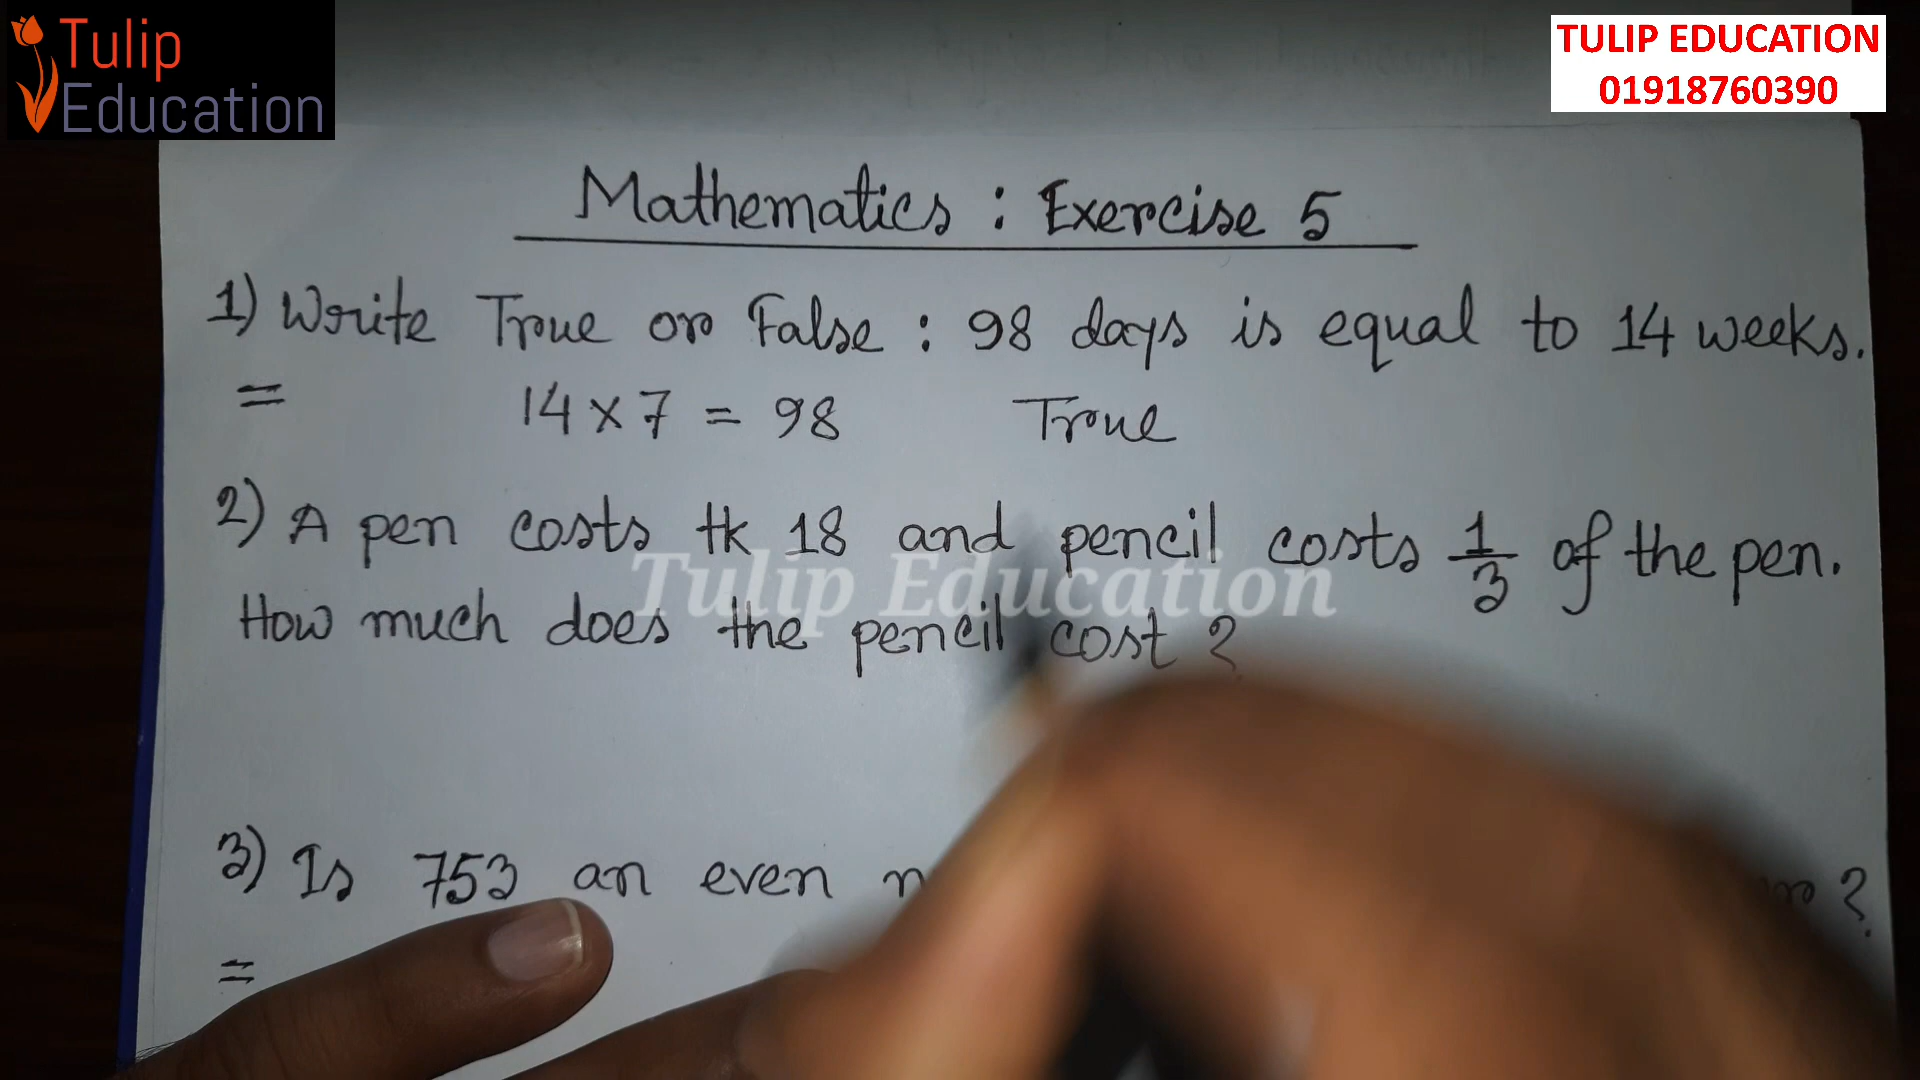 Tulip
Education
TULIP EDUCATION
01918760390
Mathematics : Exercise 5
1) Write True or False : 98 days is equal to 14 weeks.
= 14 × 7 = 98 True
2) A pen costs tk 18 and pencil costs 1/3 of the pen.
Tulip Education
How much does the pencil cost ?
3) Is 753 an even ?
=